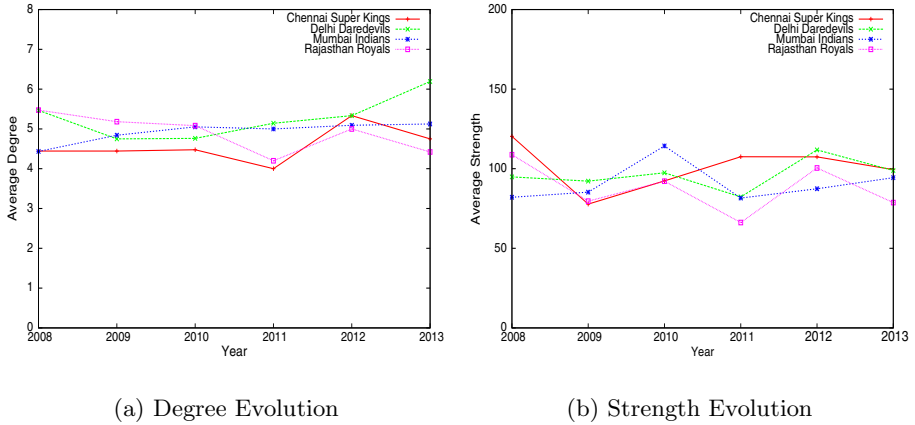 8
7
6
5
4
3
2
1
0
Average Degree
Chennai Super Kings
Delhi Daredevils
Mumbai Indians
Rajasthan Royals
2008 2009 2010 2011 2012 2013
Year
(a) Degree Evolution
200
150
100
50
0
Average Strength
Chennai Super Kings
Delhi Daredevils
Mumbai Indians
Rajasthan Royals
2008 2009 2010 2011 2012 2013
Year
(b) Strength Evolution